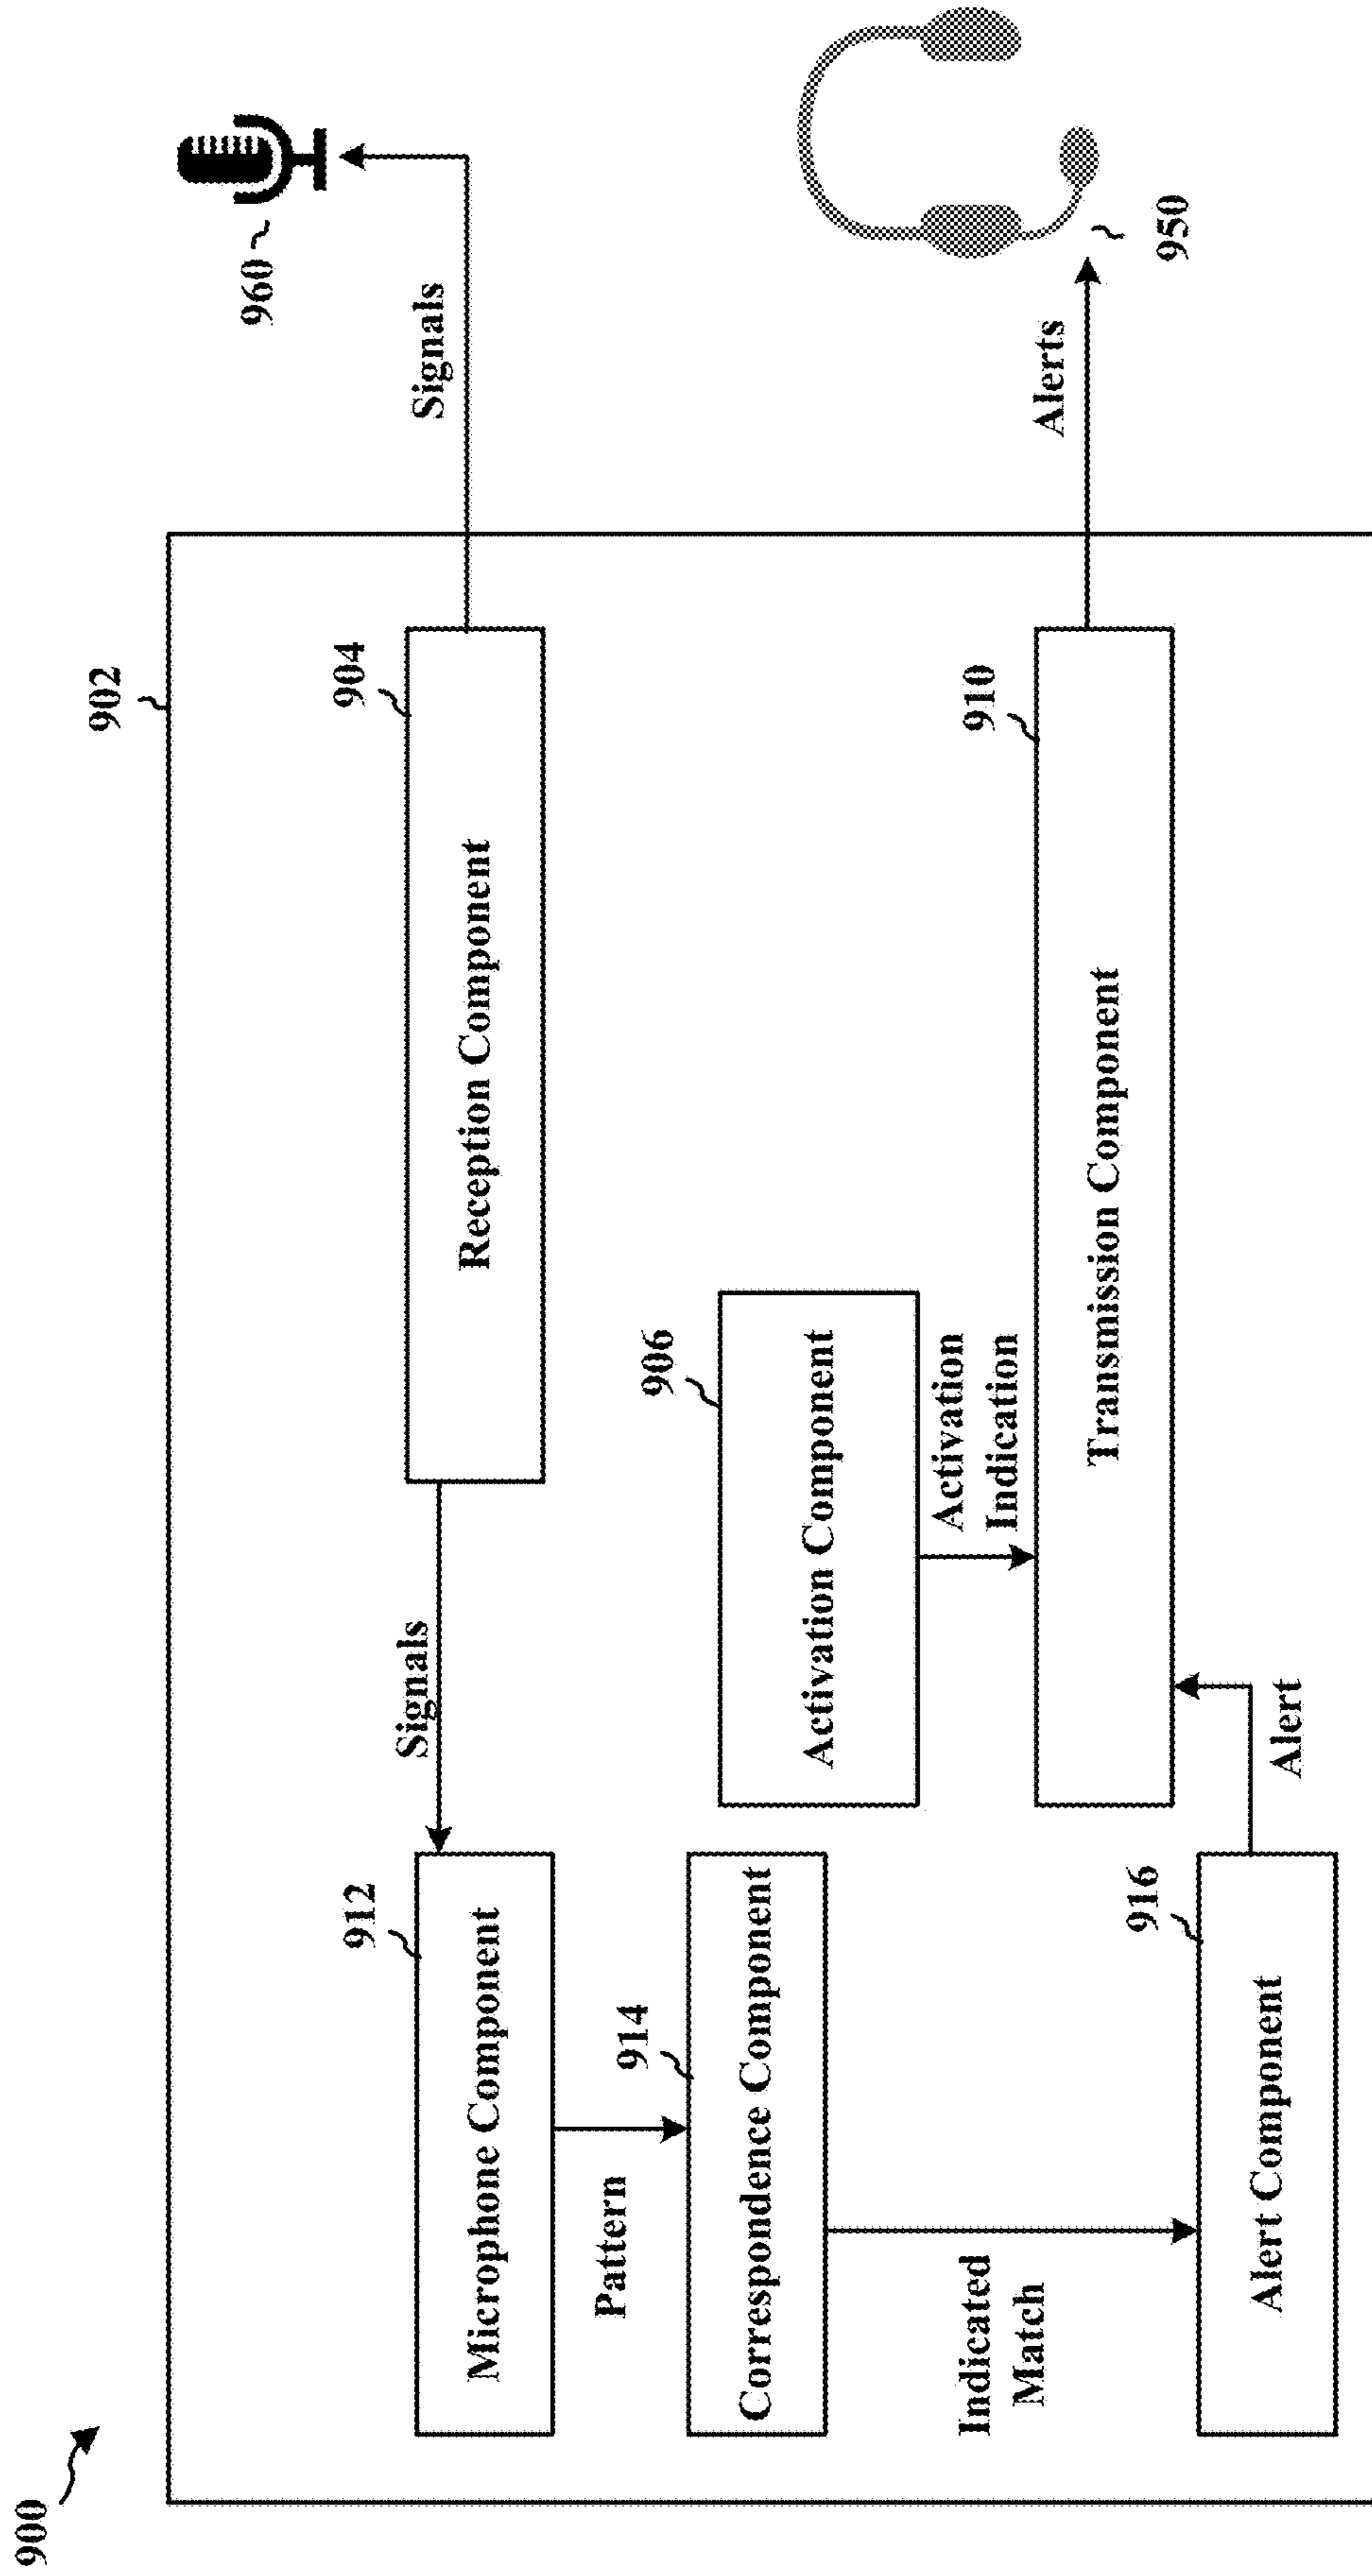 900
902
960
Signals
904
Reception Component
Signals
912
Microphone Component
Pattern
914
Correspondence Component
Indicated
Match
906
Activation Component
Activation
Indication
910
Transmission Component
Alerts
950
916
Alert Component
Alert